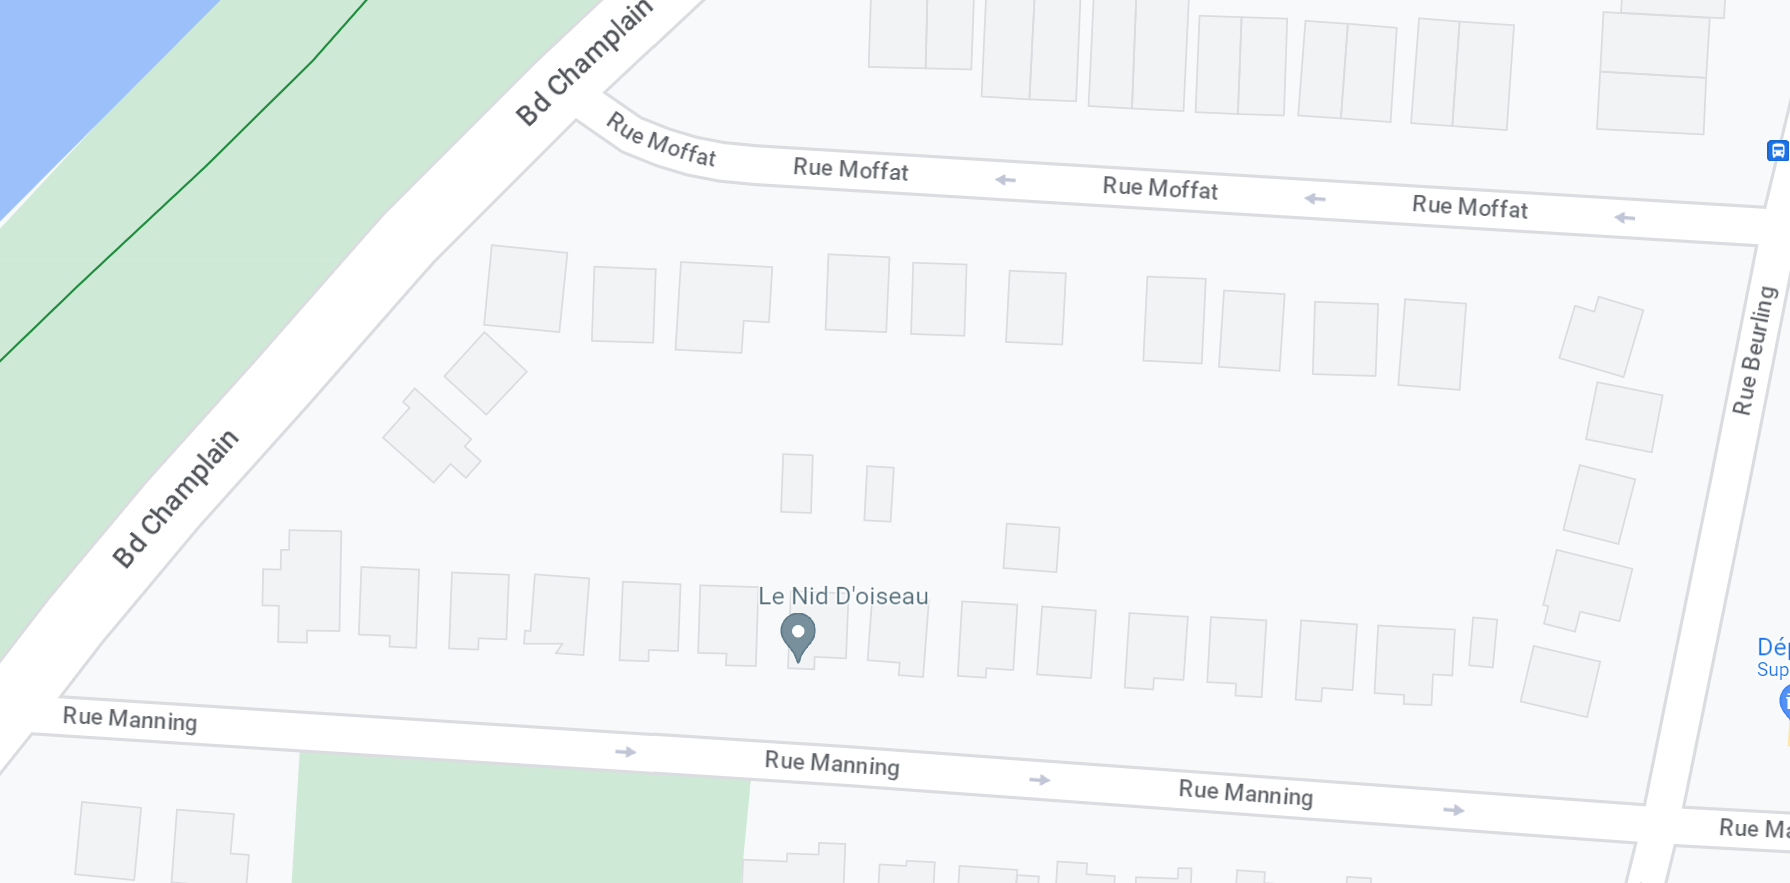 Bd Champlain
Rue Moffat
Rue Moffat
Rue Moffat
Rue Moffat
Rue Beurling
Bd Champlain
Le Nid D'oiseau
Rue Manning
Rue Manning
Rue Manning